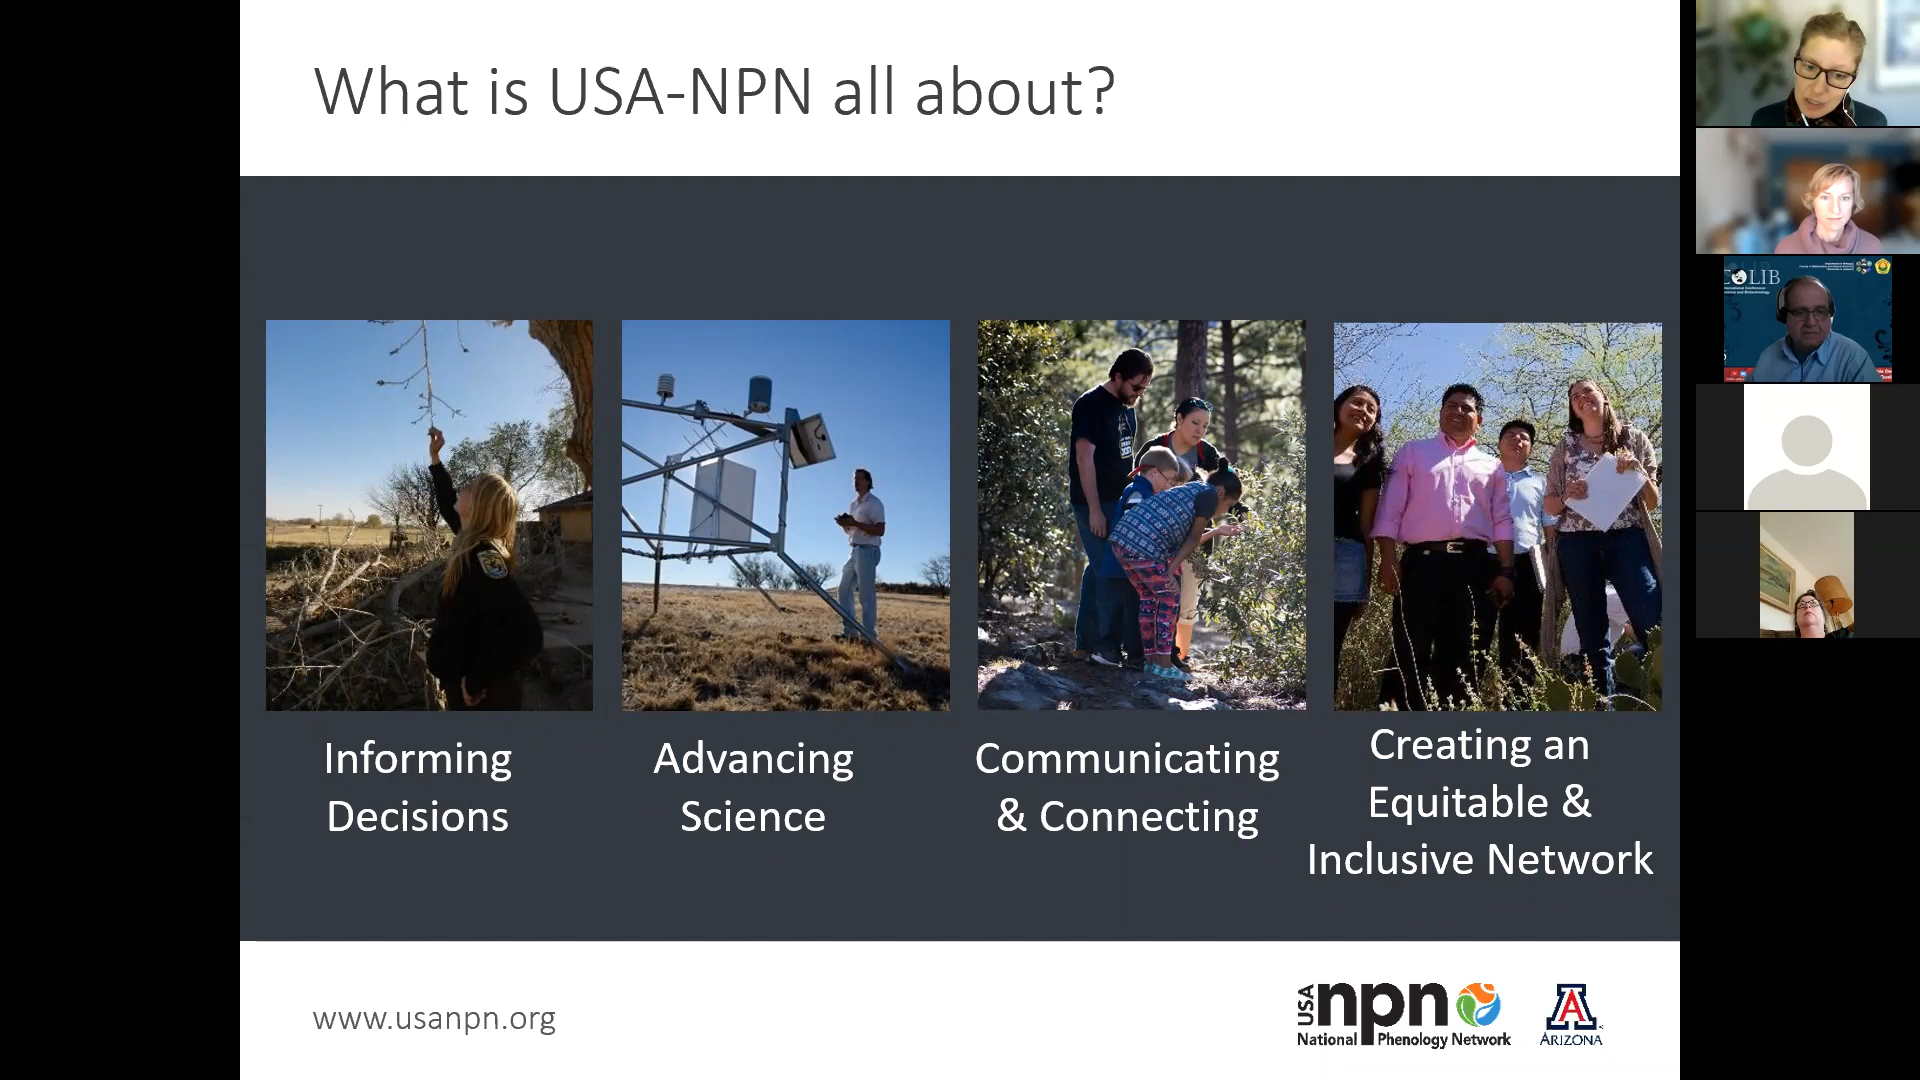 What is USA-NPN all about?
Informing
Decisions
Advancing
Science
Communicating
& Connecting
Creating an
Equitable &
Inclusive Network
www.usanpn.org
USA npn
National Phenology Network
A
ARIZONA
COLIB